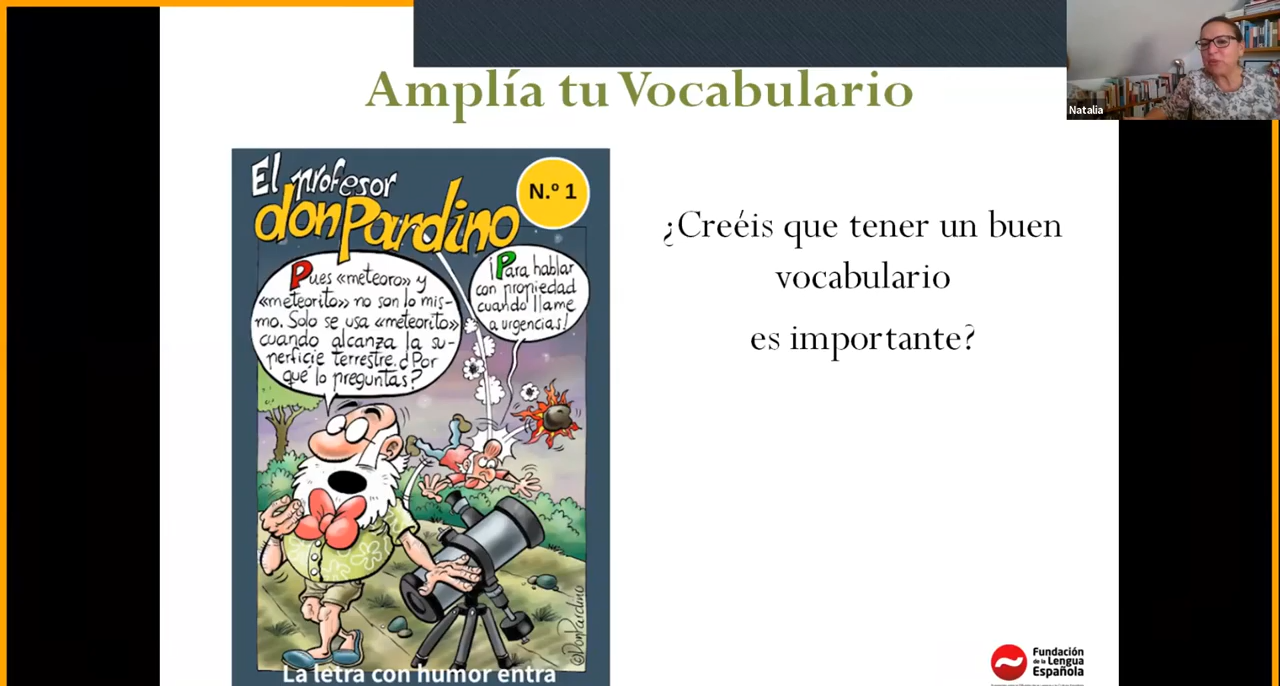 Amplía tu Vocabulario
Natalia
El profesor
don Pardino
N.º 1
Pues «meteoro» y
«meteorito» no son lo mis-
mo. Solo se usa «meteorito»
cuando alcanza la su-
perficie terrestre. ¿Por
qué lo preguntas?
¡Para hablar
con propiedad
cuando llame
a urgencias!
©DonPardino
La letra con humor entra
¿Creéis que tener un buen
vocabulario
es importante?
Fundación
de la Lengua
Española